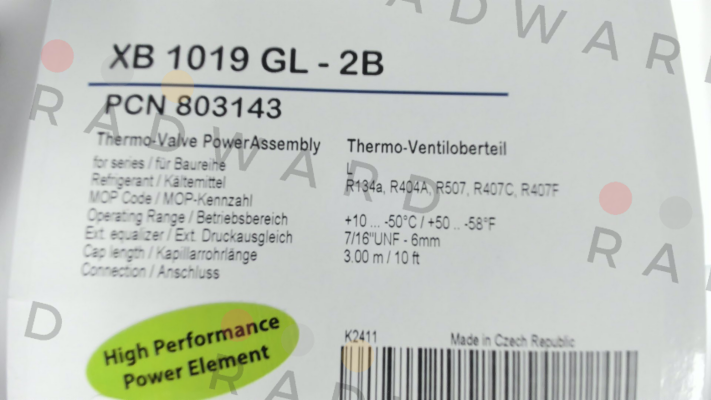 RADWARD
XB 1019 GL - 2B
PCN 803143
Thermo-Valve PowerAssembly
Thermo-Ventiloberteil
for series / für Baureihe
L
Refrigerant / Kältemittel
R134a, R404A, R507, R407C, R407F
MOP Code / MOP-Kennzahl
Operating Range / Betriebsbereich
+10 ... -50°C / +50 .. -58°F
Ext. equalizer / Ext. Druckausgleich
7/16"UNF - 6mm
Cap length / Kapillarrohrlänge
3.00 m / 10 ft
Connection / Anschluss
High Performance
Power Element
K2411
Made in Czech Republic
RADWARD